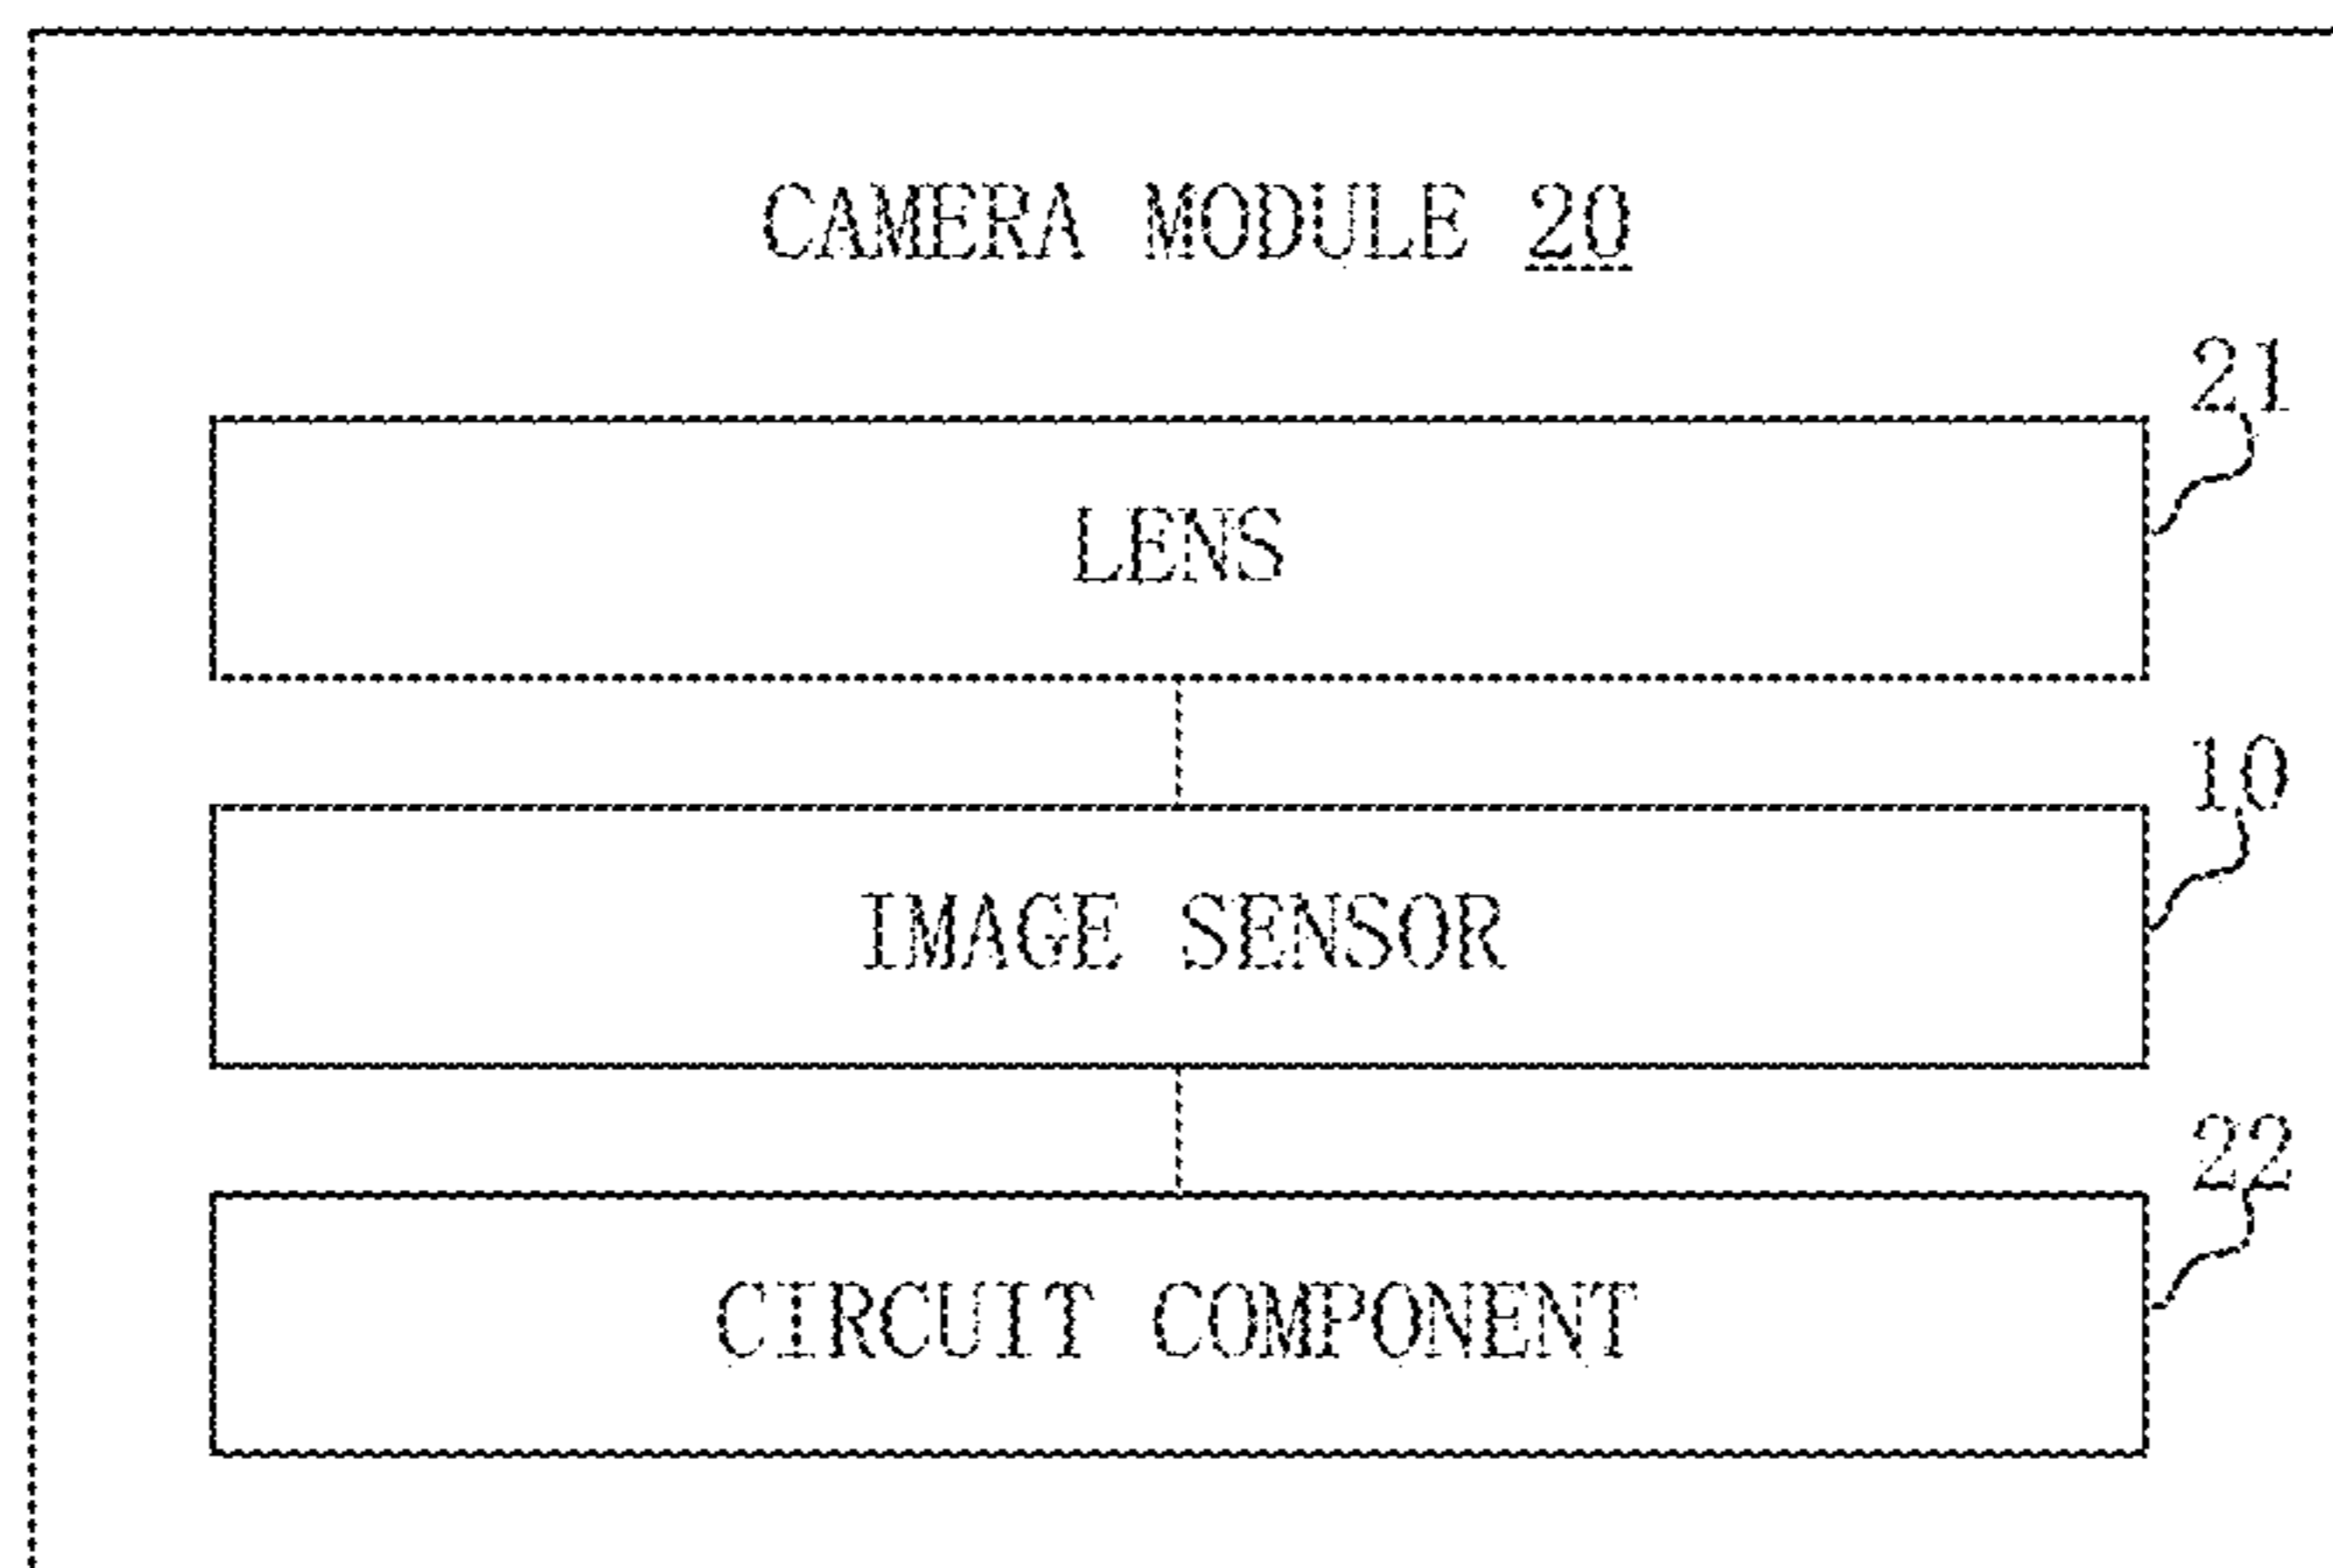 CAMERA MODULE 20
21
LENS
10
IMAGE SENSOR
22
CIRCUIT COMPONENT